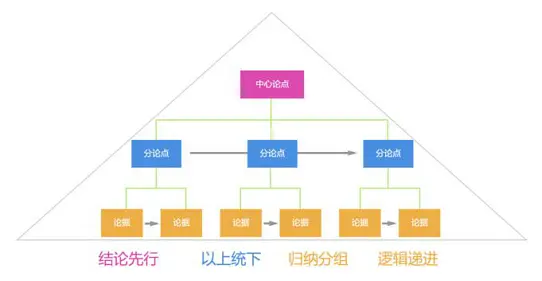 中心论点
分论点 分论点 分论点
论据 论据 论据 论据 论据 论据
结论先行 以上统下 归纳分组 逻辑递进